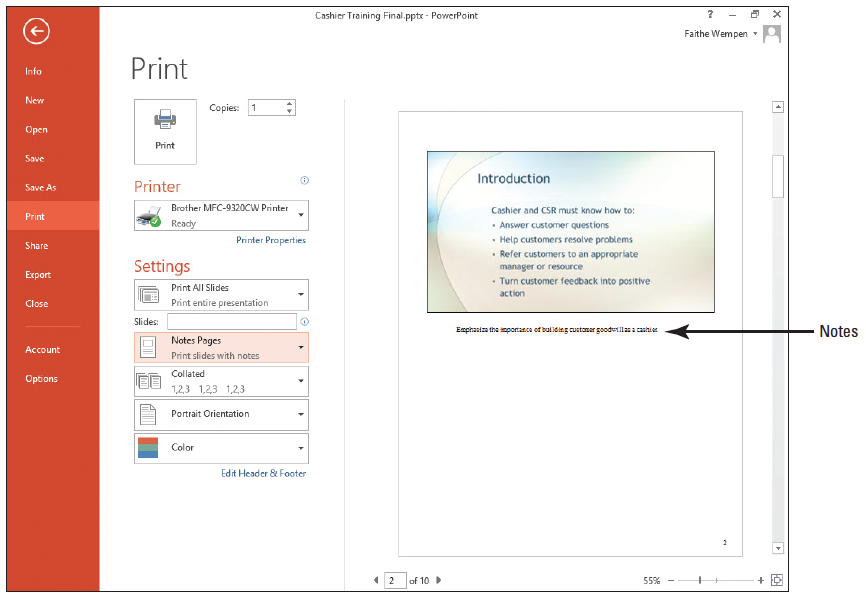 Cashier Training Final.pptx - PowerPoint
?
Faithe Wempen
Info
New
Open
Save
Save As
Print
Share
Export
Close
Account
Options
Print
Print
Copies: 1
Printer
Brother MFC-9320CW Printer
Ready
Printer Properties
Settings
Print All Slides
Print entire presentation
Slides:
Notes Pages
Print slides with notes
Collated
1,2,3 1,2,3 1,2,3
Portrait Orientation
Color
Edit Header & Footer
Introduction
Cashier and CSR must know how to:
• Answer customer questions
• Help customers resolve problems
• Refer customers to an appropriate
manager or resource
• Turn customer feedback into positive
action
Emphasize the importance of building customer goodwill as a cashier.
Notes
2
2 of 10
55%